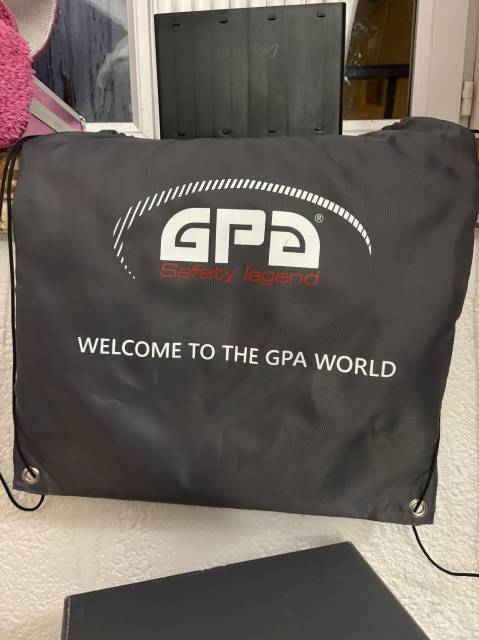 GPA®
Safety legend
WELCOME TO THE GPA WORLD